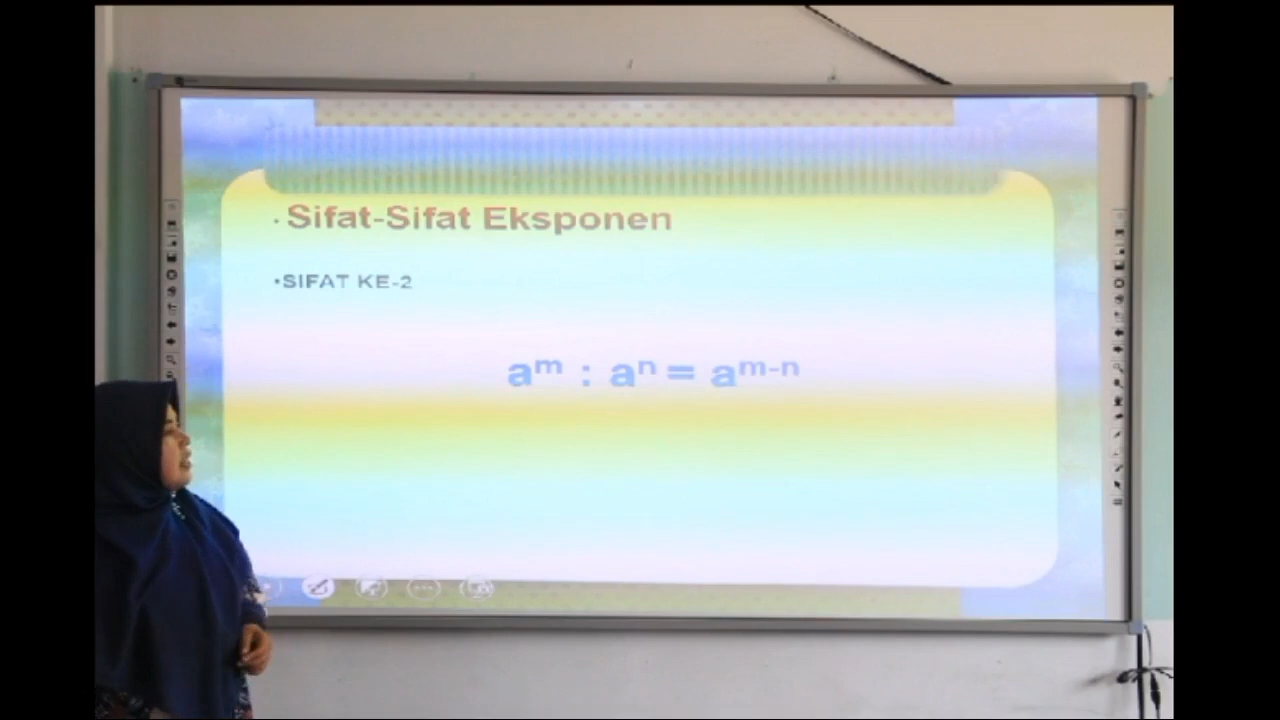 · Sifat-Sifat Eksponen
•SIFAT KE-2
aᵐ : aⁿ = aᵐ⁻ⁿ